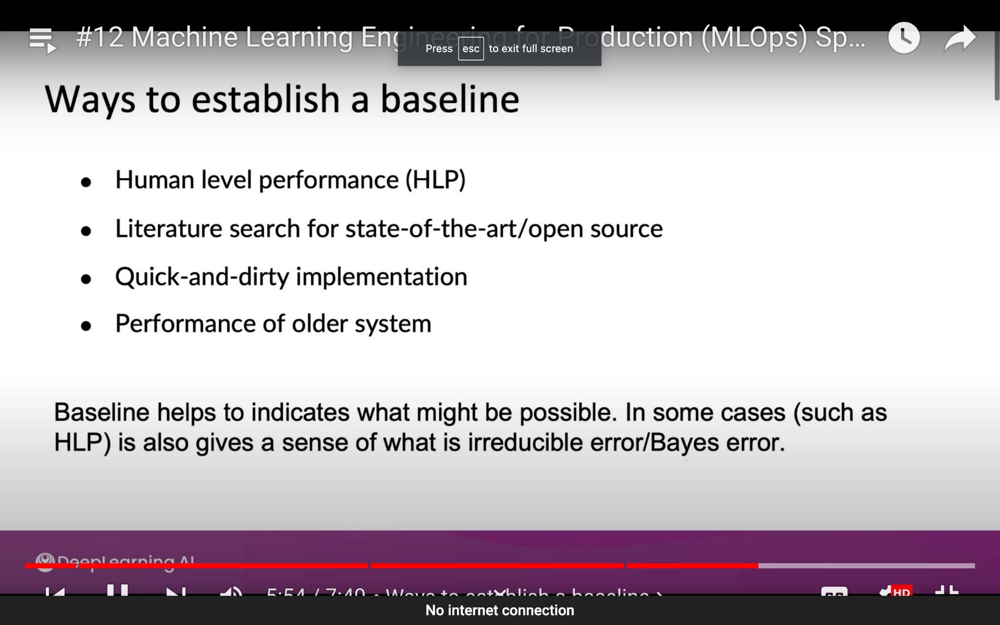 #12 Machine Learning Engineering for Production (MLOps) Sp...
Press esc to exit full screen
Ways to establish a baseline
• Human level performance (HLP)
• Literature search for state-of-the-art/open source
• Quick-and-dirty implementation
• Performance of older system
Baseline helps to indicates what might be possible. In some cases (such as
HLP) is also gives a sense of what is irreducible error/Bayes error.
DeepLearning.AI
5:54 / 7:40 • Ways to establish a baseline ›
CC
HD
No internet connection